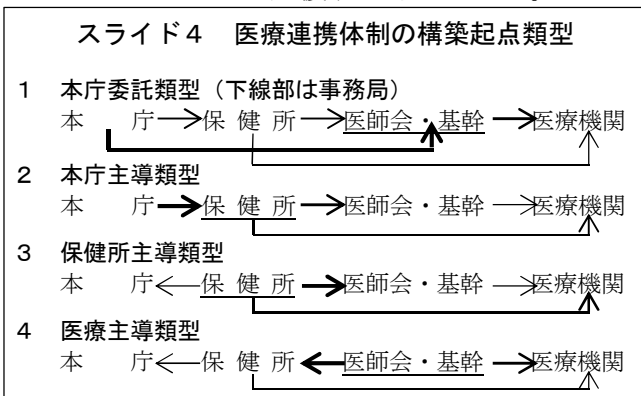 スライド4　医療連携体制の構築起点類型
1　本庁委託類型（下線部は事務局）
本　　庁→保 健 所→医師会・基幹→医療機関
2　本庁主導類型
本　　庁→保 健 所→医師会・基幹→医療機関
3　保健所主導類型
本　　庁←保 健 所→医師会・基幹→医療機関
4　医療主導類型
本　　庁←保 健 所←医師会・基幹→医療機関